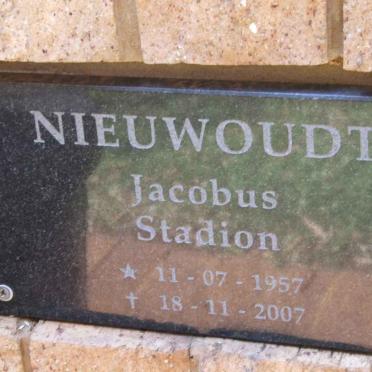 NIEUWOUDT
Jacobus
Stadion
★ 11 - 07 - 1957
✝ 18 - 11 - 2007